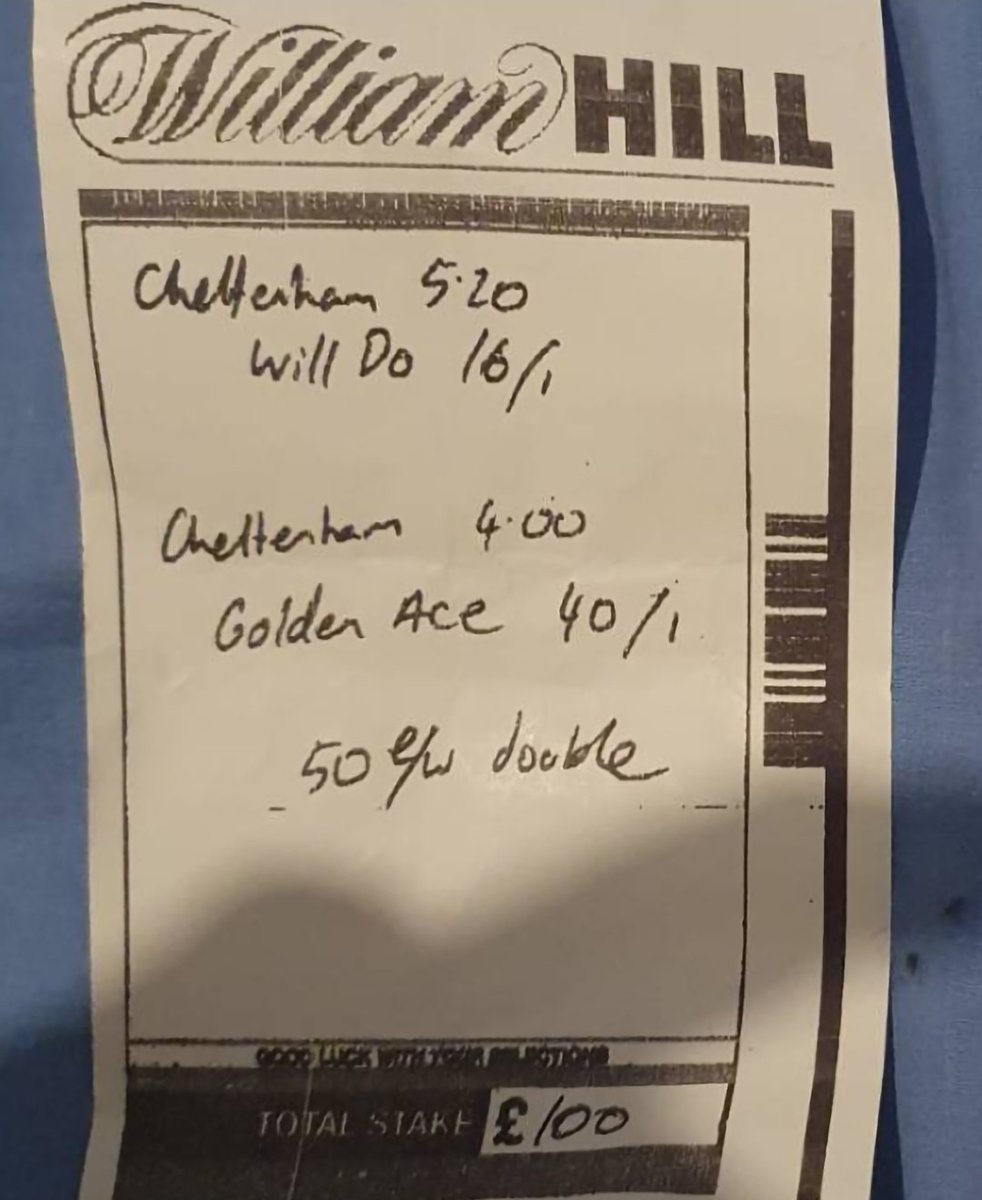 William HILL
Cheltenham 5.20
Will Do 16/1
Cheltenham 4.00
Golden Ace 40/1
50 e/w double
GOOD LUCK WITH YOUR SELECTIONS
TOTAL STAKE £100